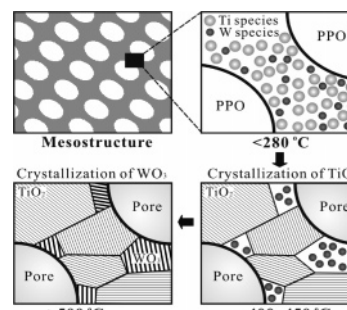 Ti species
W species
PPO
PPO
Mesostructure
<280 °C
Crystallization of WO₃
Crystallization of TiO
TiO₂
Pore
Pore
WO
TiO₂
Pore
Pore